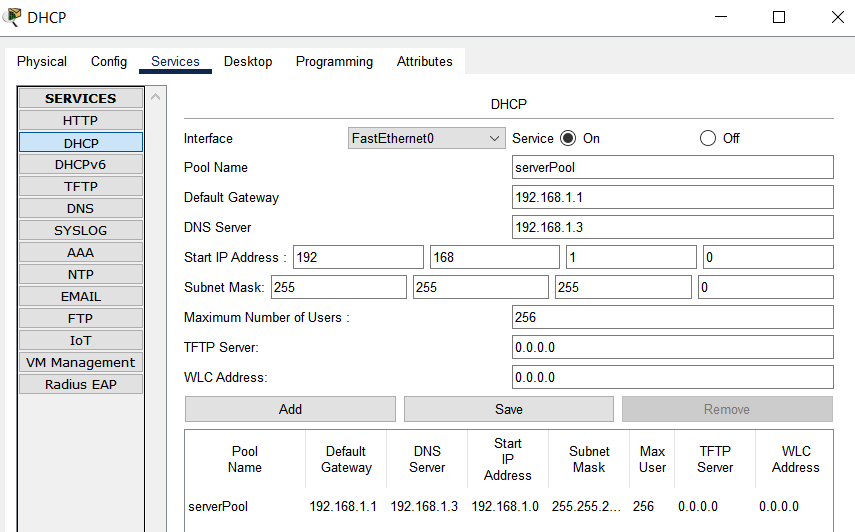 DHCP
Physical Config Services Desktop Programming Attributes
SERVICES
HTTP
DHCP
DHCPv6
TFTP
DNS
SYSLOG
AAA
NTP
EMAIL
FTP
IoT
VM Management
Radius EAP
DHCP
Interface FastEthernet0 Service On Off
Pool Name serverPool
Default Gateway 192.168.1.1
DNS Server 192.168.1.3
Start IP Address : 192 168 1 0
Subnet Mask: 255 255 255 0
Maximum Number of Users : 256
TFTP Server: 0.0.0.0
WLC Address: 0.0.0.0
Add Save Remove
Pool Name Default Gateway DNS Server Start IP Address Subnet Mask Max User TFTP Server WLC Address
serverPool 192.168.1.1 192.168.1.3 192.168.1.0 255.255.2... 256 0.0.0.0 0.0.0.0